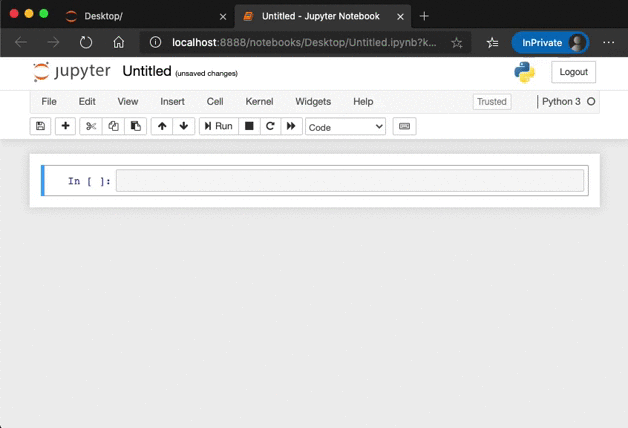 Desktop/
Untitled - Jupyter Notebook
localhost:8888/notebooks/Desktop/Untitled.ipynb?k...
InPrivate
jupyter Untitled (unsaved changes)
Logout
File Edit View Insert Cell Kernel Widgets Help
Trusted
Python 3
Run
Code
In [ ]: